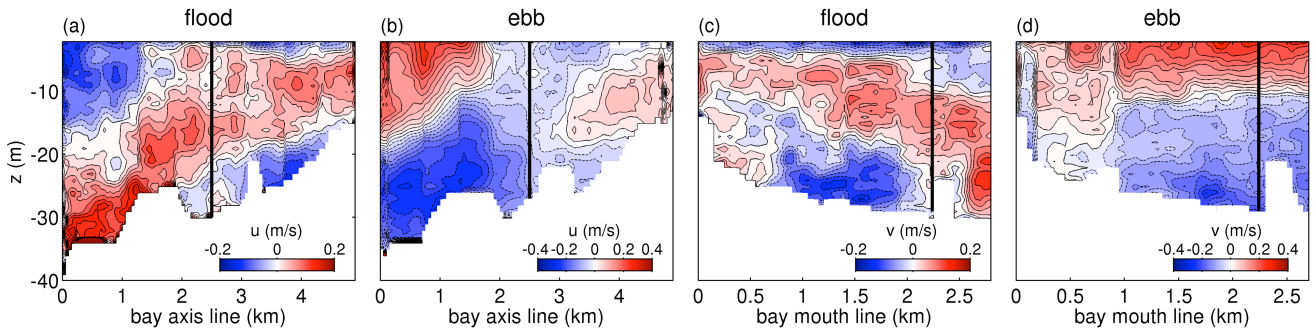 flood
ebb
flood
ebb
(a)
(b)
(c)
(d)
z (m)
-10
-20
-30
-40
u (m/s)
-0.2 0 0.2
u (m/s)
-0.4 -0.2 0 0.2 0.4
v (m/s)
-0.2 0 0.2
v (m/s)
-0.4 -0.2 0 0.2 0.4
0 1 2 3 4
0 1 2 3 4
0 0.5 1 1.5 2 2.5
0 0.5 1 1.5 2 2.5
bay axis line (km)
bay axis line (km)
bay mouth line (km)
bay mouth line (km)